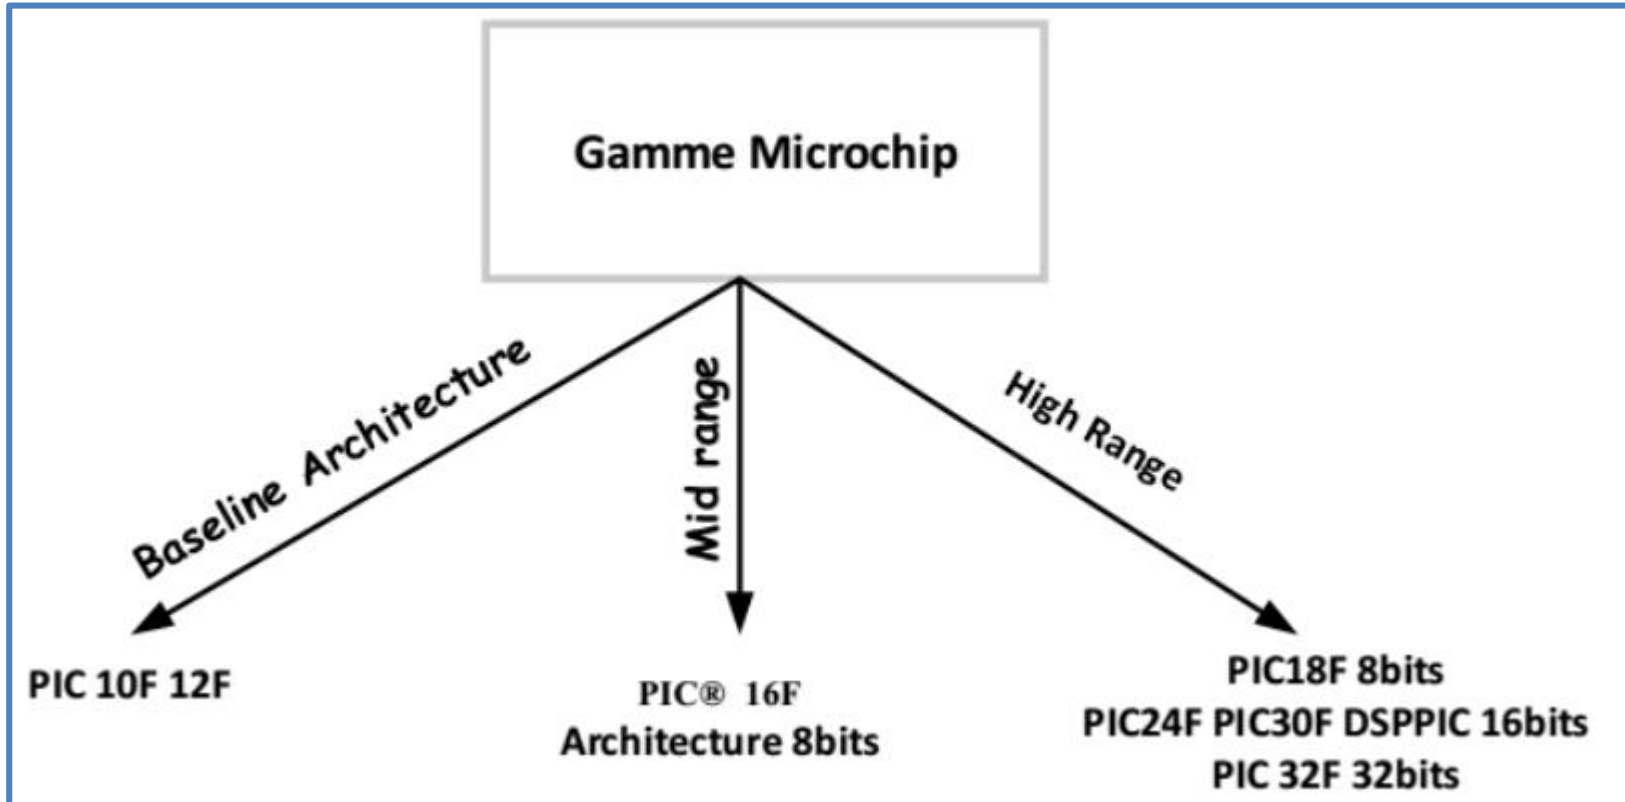 Gamme Microchip
Baseline Architecture
Mid range
High Range
PIC 10F 12F
PIC® 16F
Architecture 8bits
PIC18F 8bits
PIC24F PIC30F DSPPIC 16bits
PIC 32F 32bits